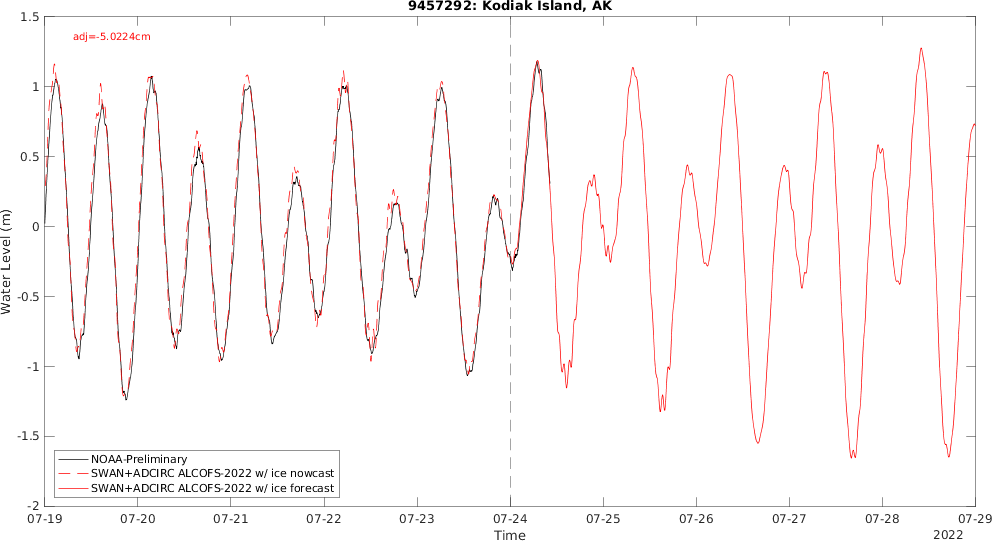 9457292: Kodiak Island, AK
adj=-5.0224cm
1.5
1
0.5
0
-0.5
-1
-1.5
-2
Water Level (m)
NOAA-Preliminary
SWAN+ADCIRC ALCOFS-2022 w/ ice nowcast
SWAN+ADCIRC ALCOFS-2022 w/ ice forecast
07-19 07-20 07-21 07-22 07-23 07-24 07-25 07-26 07-27 07-28 07-29
Time
2022